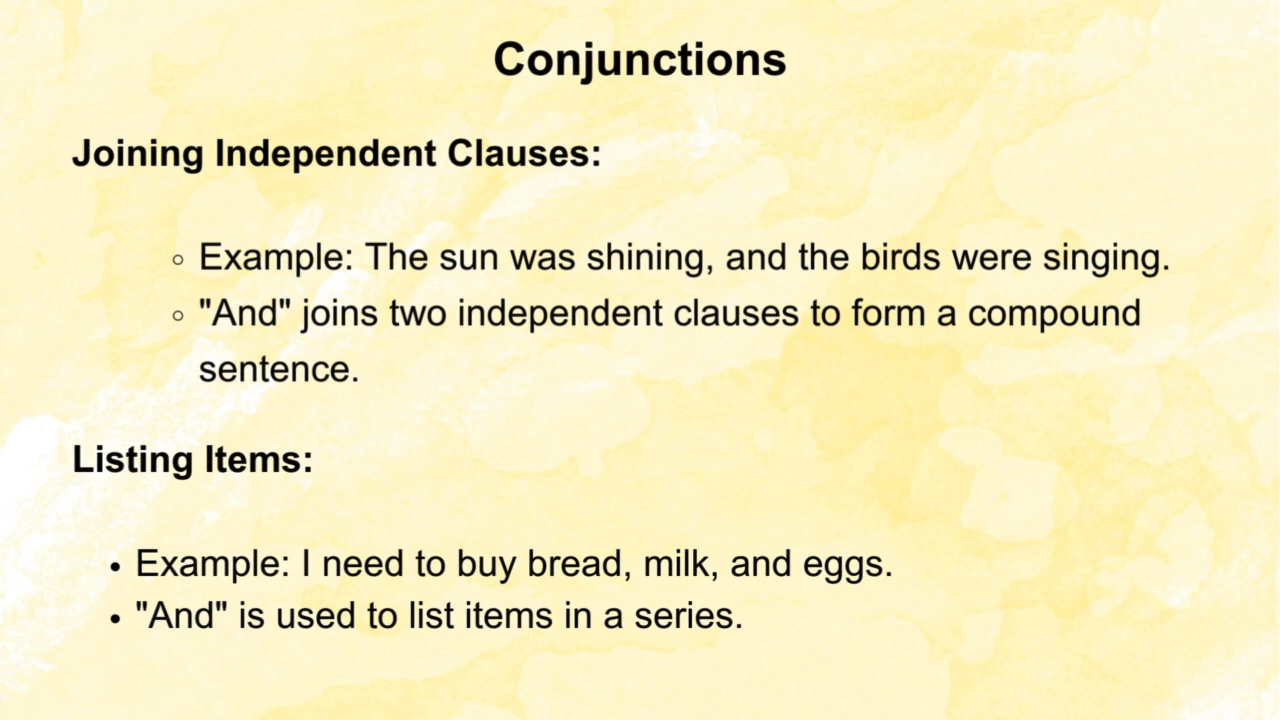 Conjunctions
Joining Independent Clauses:
◦ Example: The sun was shining, and the birds were singing.
◦ "And" joins two independent clauses to form a compound
sentence.
Listing Items:
• Example: I need to buy bread, milk, and eggs.
• "And" is used to list items in a series.